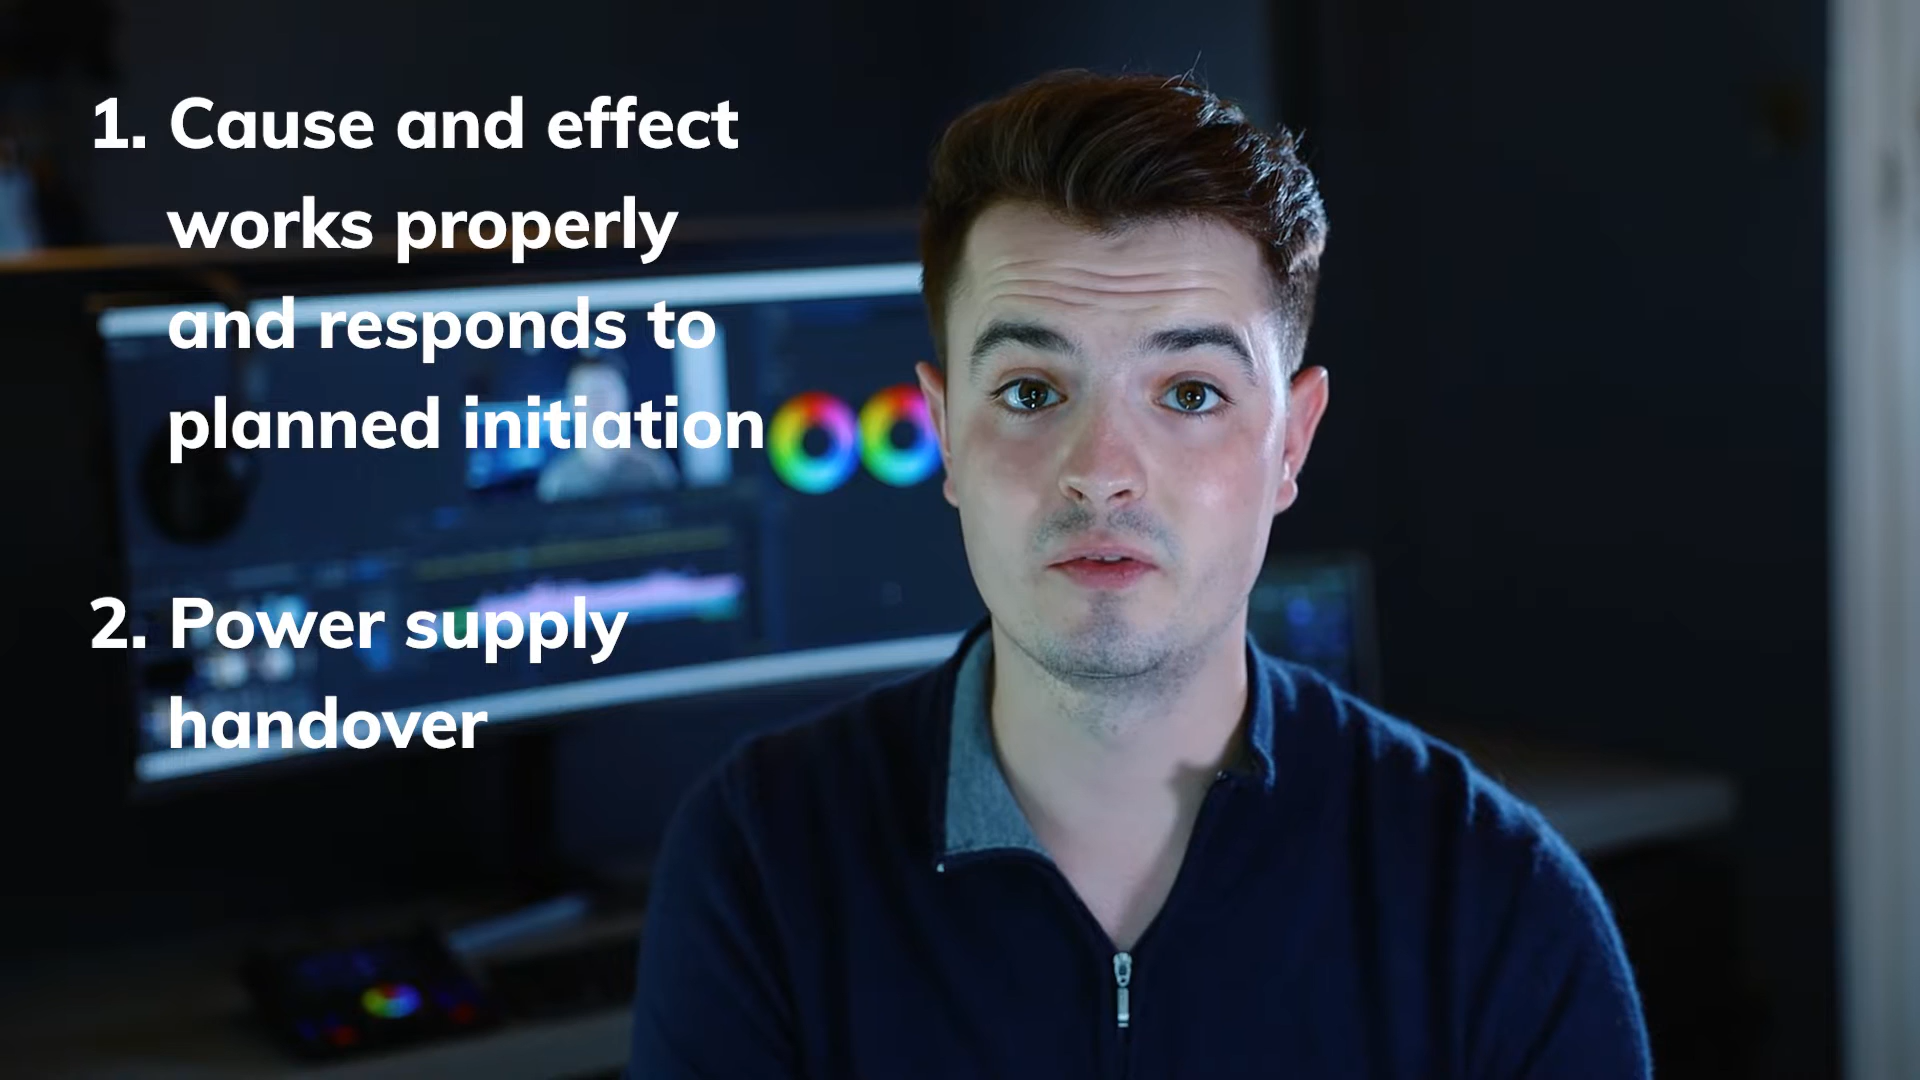 1. Cause and effect
works properly
and responds to
planned initiation
2. Power supply
handover